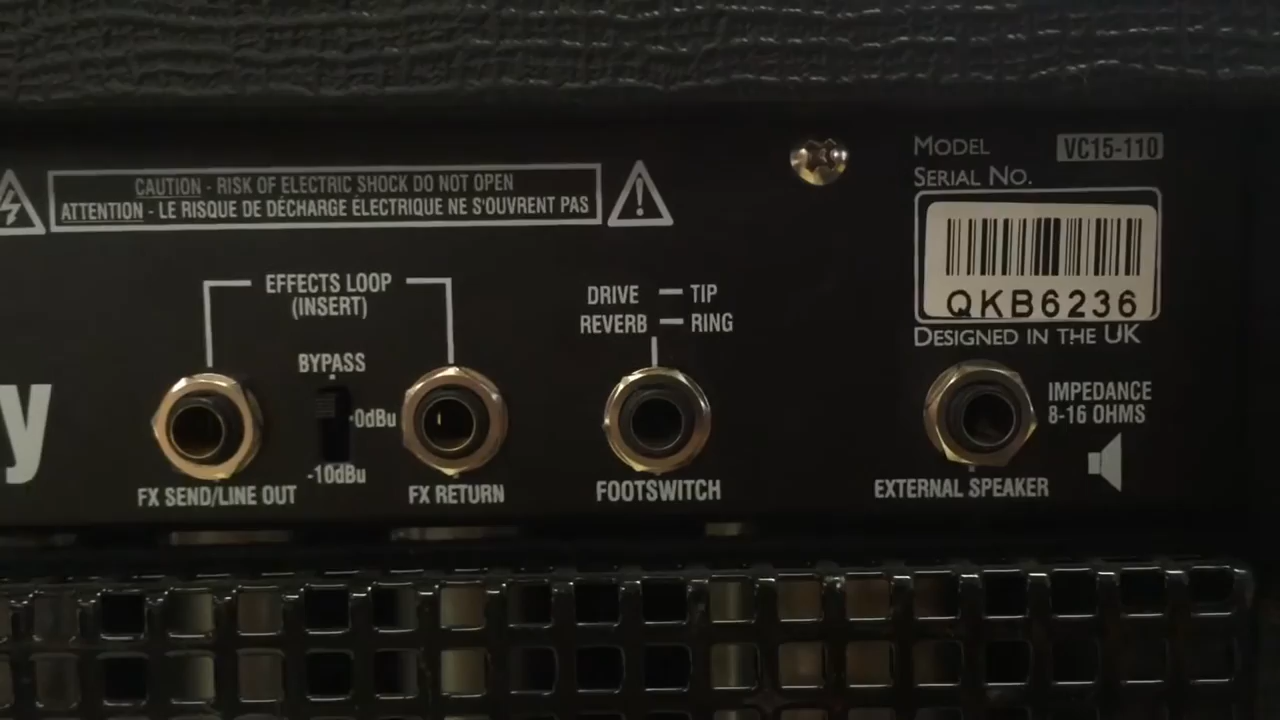 MODEL VC15-110
SERIAL NO.
CAUTION - RISK OF ELECTRIC SHOCK DO NOT OPEN
ATTENTION - LE RISQUE DE DÉCHARGE ÉLECTRIQUE NE S'OUVRENT PAS
QKB6236
DESIGNED IN THE UK
EFFECTS LOOP
(INSERT)
DRIVE — TIP
REVERB — RING
BYPASS
0dBu
-10dBu
IMPEDANCE
8-16 OHMS
y
FX SEND/LINE OUT
FX RETURN
FOOTSWITCH
EXTERNAL SPEAKER